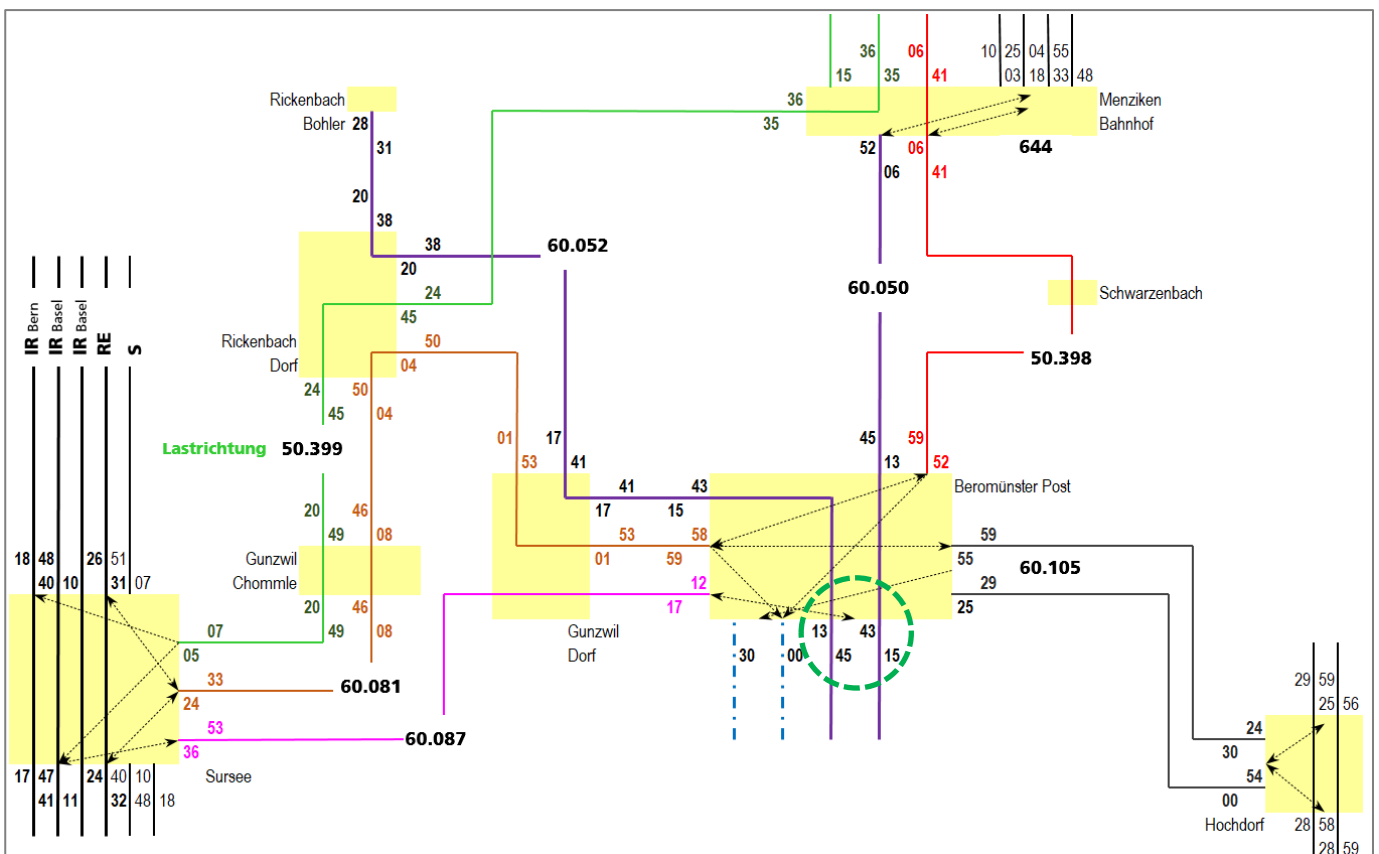 36 06 10 25 04 55
15 35 41 03 18 33 48
Rickenbach 36 Menziken
Bohler 28 35 Bahnhof
31 52 06 644
06 41
20
38
38 60.052
20
24 60.050 Schwarzenbach
45
IR Bern IR Basel IR Basel RE S
Rickenbach 50 50.398
Dorf 04
24 50
45 04
01 17 45 59
Lastrichtung 50.399 53 41 13 52
41 43 Beromünster Post
20 46 17 15
49 08 53 58 59
18 48 26 51 Gunzwil 01 59 55 60.105
40 10 31 07 Chommle 12 29
20 46 17 25
07 49 08 Gunzwil 13 43
05 Dorf 30 00 45 15
33 60.081 29 59
24 25 56
53 60.087 24
36 30
17 47 24 40 10 Sursee 54
41 11 32 48 18 00
Hochdorf 28 58
28 59